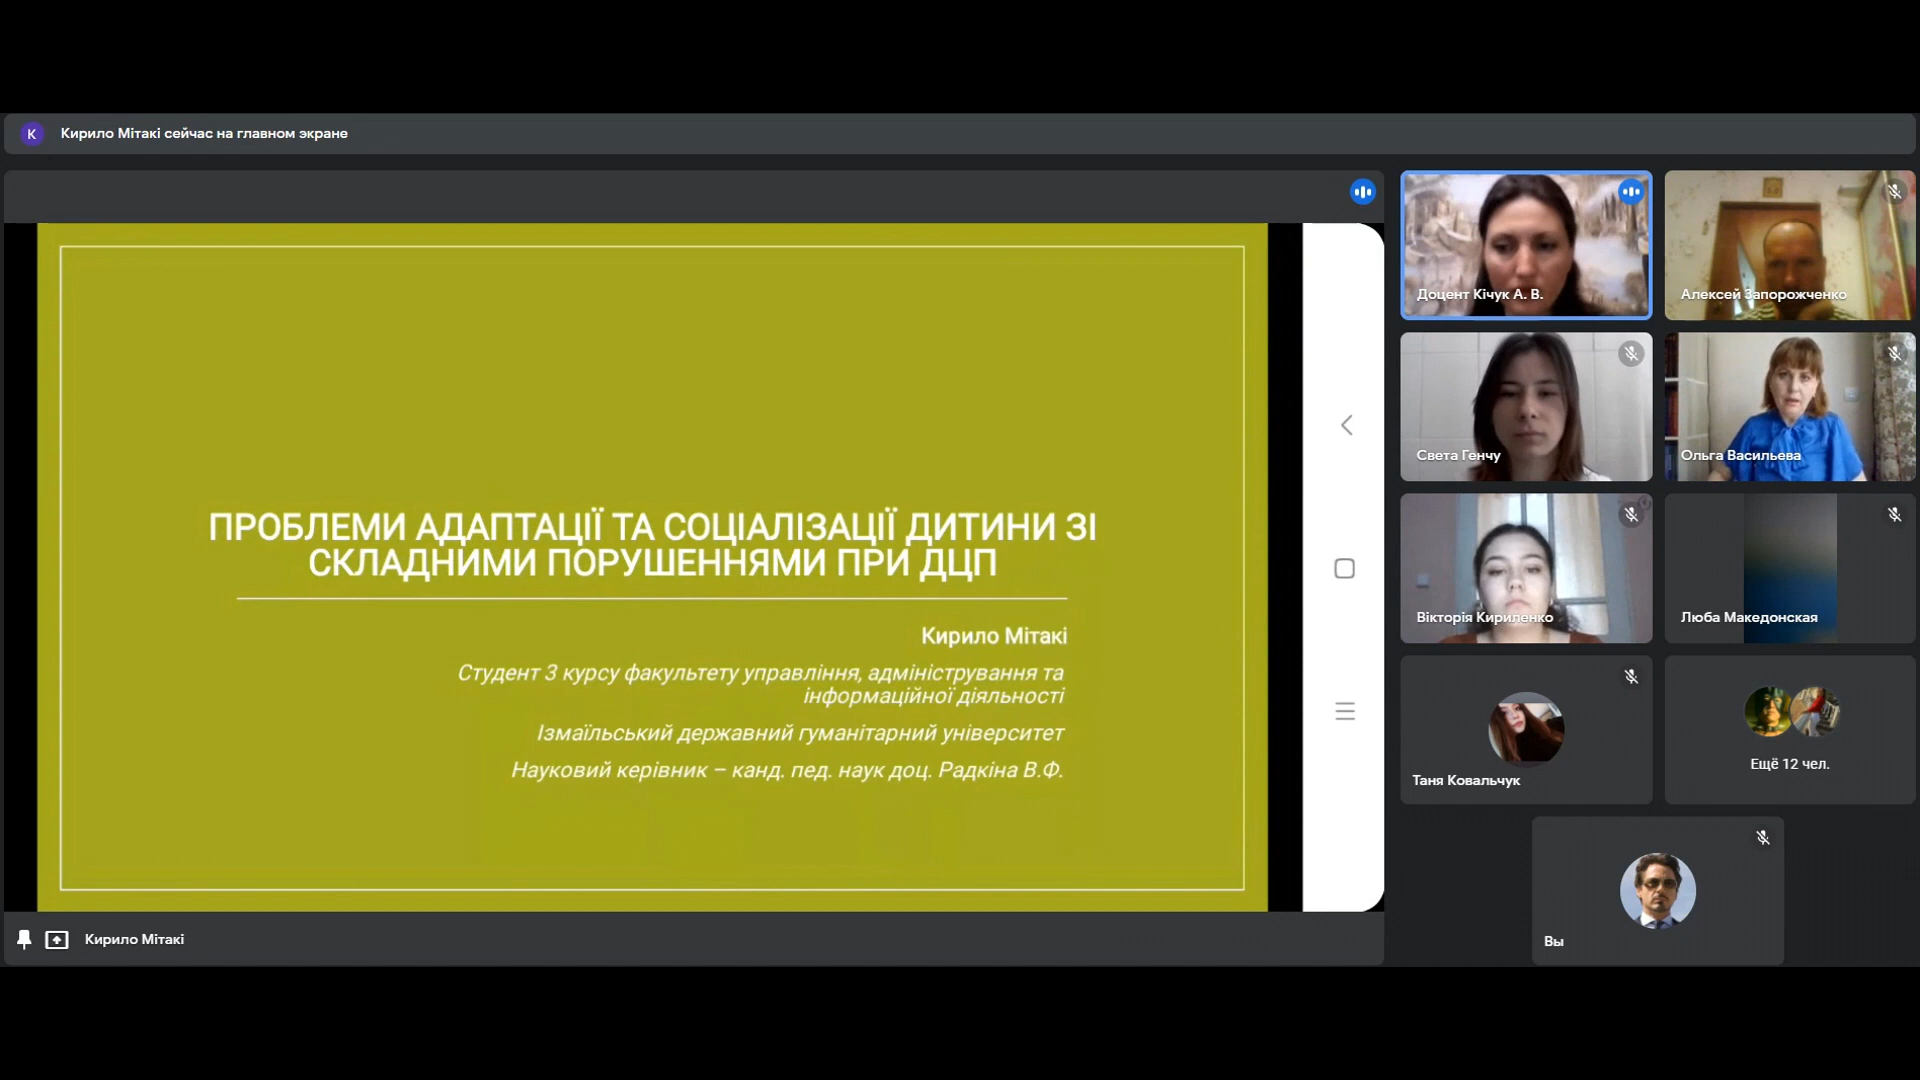 К
Кирило Мітакі сейчас на главном экране
ПРОБЛЕМИ АДАПТАЦІЇ ТА СОЦІАЛІЗАЦІЇ ДИТИНИ ЗІ
СКЛАДНИМИ ПОРУШЕННЯМИ ПРИ ДЦП
Кирило Мітакі
Студент 3 курсу факультету управління, адміністрування та
інформаційної діяльності
Ізмаїльський державний гуманітарний університет
Науковий керівник – канд. пед. наук доц. Радкіна В.Ф.
Кирило Мітакі
Доцент Кічук А. В.
Алексей Запорожченко
Света Генчу
Ольга Васильева
Вікторія Кириленко
Люба Македонская
Таня Ковальчук
Ещё 12 чел.
Вы